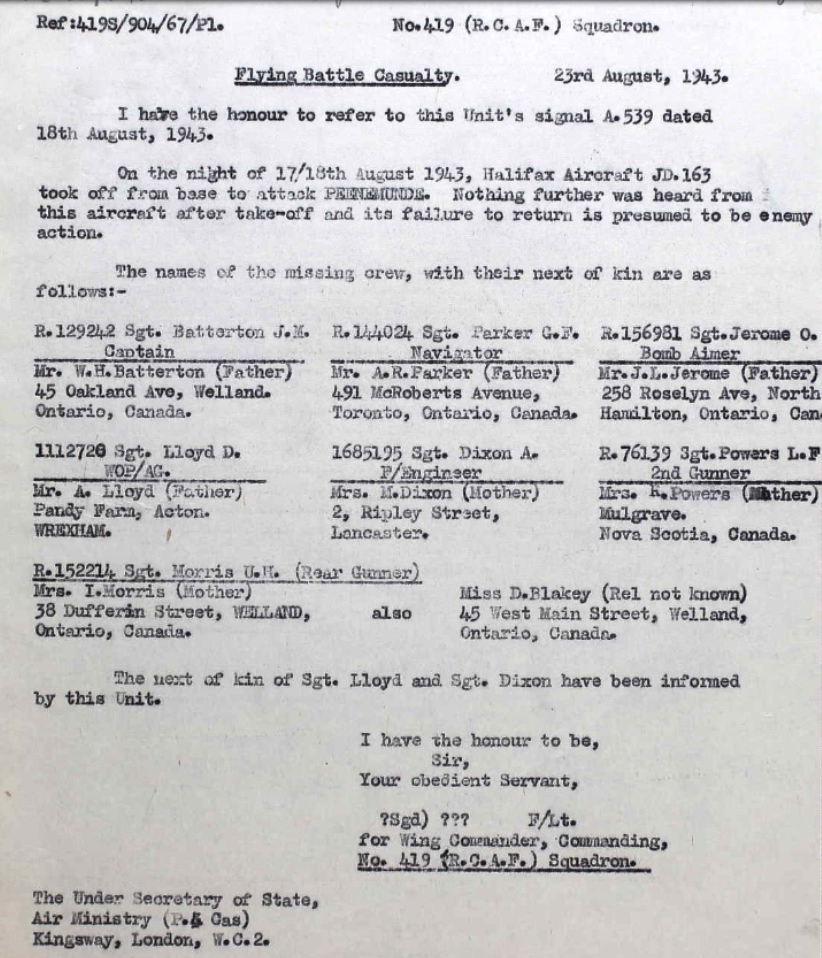 Ref:419S/904/67/P1. No.419 (R.C.A.F.) Squadron.
Flying Battle Casualty. 23rd August, 1943.
I have the honour to refer to this Unit's signal A.539 dated
18th August, 1943.
On the night of 17/18th August 1943, Halifax Aircraft JD.163
took off from base to attack PEENEMUNDE. Nothing further was heard from
this aircraft after take-off and its failure to return is presumed to be enemy
action.
The names of the missing crew, with their next of kin are as
follows:-
R.129242 Sgt. Batterton J.M. R.144024 Sgt. Parker G.F. R.156981 Sgt.Jerome O.
Captain Navigator Bomb Aimer
Mr. W.H.Batterton (Father) Mr. A.R.Parker (Father) Mr.J.L.Jerome (Father)
45 Oakland Ave, Welland. 491 McRoberts Avenue, 258 Roselyn Ave, North
Ontario, Canada. Toronto, Ontario, Canada. Hamilton, Ontario, Can
1112720 Sgt. Lloyd D. 1685195 Sgt. Dixon A. R.76139 Sgt.Powers L.F
WOP/AG. F/Engineer 2nd Gunner
Mr. A. Lloyd (Father) Mrs. M.Dixon (Mother) Mrs. K.Powers (Mother)
Pandy Farm, Acton. 2, Ripley Street, Mulgrave.
WREXHAM. Lancaster. Nova Scotia, Canada.
R.152214 Sgt. Morris U.H. (Rear Gunner)
Mrs. I.Morris (Mother) Miss D.Blakey (Rel not known)
38 Dufferin Street, WELLAND, also 45 West Main Street, Welland,
Ontario, Canada. Ontario, Canada.
The next of kin of Sgt. Lloyd and Sgt. Dixon have been informed
by this Unit.
I have the honour to be,
Sir,
Your obedient Servant,
?Sgd) ??? F/Lt.
for Wing Commander, Commanding,
No. 419 (R.C.A.F.) Squadron.
The Under Secretary of State,
Air Ministry (P.4 Cas)
Kingsway, London, W.C.2.